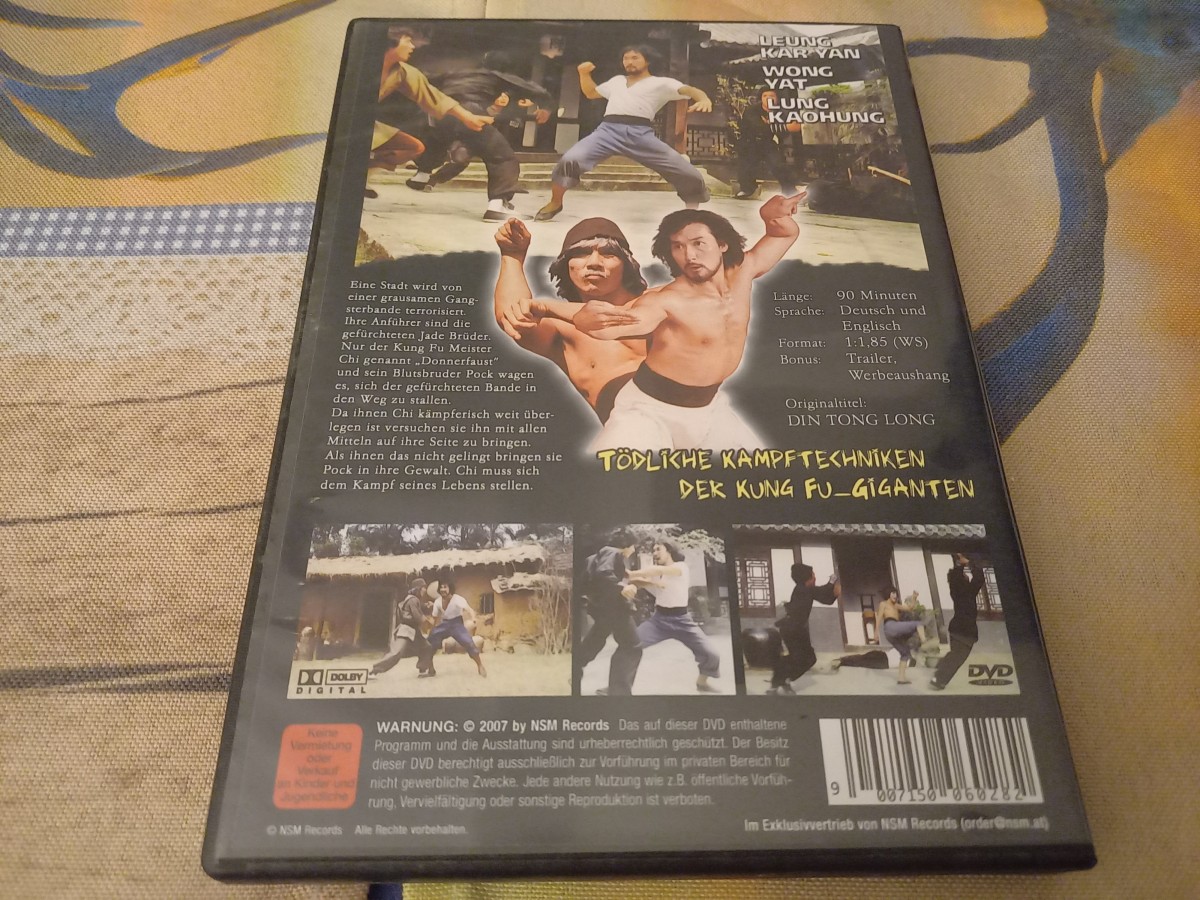 LEUNG
KAR YAN
WONG
YAT
LUNG
KAOHUNG
Eine Stadt wird von
einer grausamen Gang-
sterbande terrorisiert.
Ihre Anführer sind die
gefürchteten Jade Brüder.
Nur der Kung Fu Meister
Chi genannt „Donnerfaust“
und sein Blutsbruder Pock wagen
es, sich der gefürchteten Bande in
den Weg zu stallen.
Da ihnen Chi kämpferisch weit über-
legen ist versuchen sie ihn mit allen
Mitteln auf ihre Seite zu bringen.
Als ihnen das nicht gelingt bringen sie
Pock in ihre Gewalt. Chi muss sich
dem Kampf seines Lebens stellen.
Länge: 90 Minuten
Sprache: Deutsch und
Englisch
Format: 1:1,85 (WS)
Bonus: Trailer,
Werbeaushang
Originaltitel:
DIN TONG LONG
TÖDLICHE KAMPFTECHNIKEN
DER KUNG FU_GIGANTEN
DOLBY
DIGITAL
DVD
VIDEO
Keine
Vermietung
oder
Verkauf
an Kinder und
Jugendliche
WARNUNG: © 2007 by NSM Records Das auf dieser DVD enthaltene
Programm und die Ausstattung sind urheberrechtlich geschützt. Der Besitz
dieser DVD berechtigt ausschließlich zur Vorführung im privaten Bereich für
nicht gewerbliche Zwecke. Jede andere Nutzung wie z.B. öffentliche Vorfüh-
rung, Vervielfältigung oder sonstige Reproduktion ist verboten.
9 007150 060282
© NSM Records Alle Rechte vorbehalten.
Im Exklusivvertrieb von NSM Records (order@nsm.at)